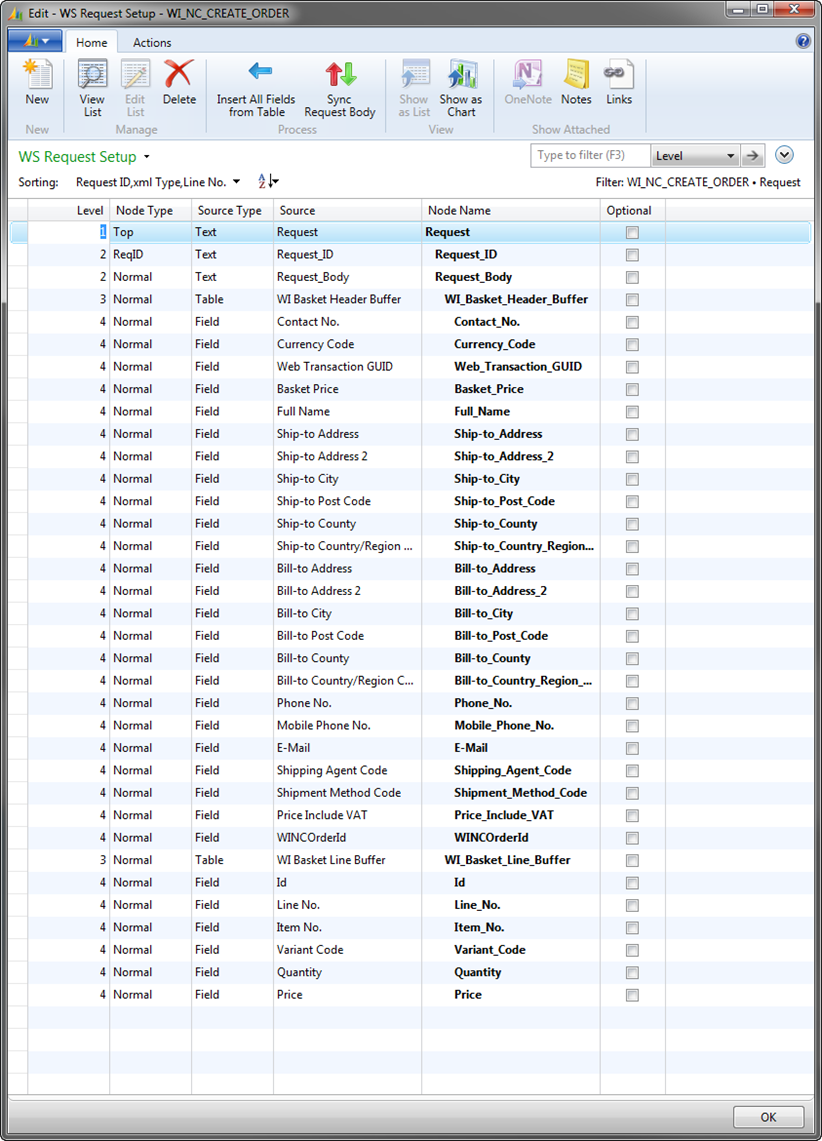 Edit - WS Request Setup - WI_NC_CREATE_ORDER
Home Actions
New View List Edit List Delete Insert All Fields from Table Sync Request Body Show as List Show as Chart OneNote Notes Links
New Manage Process View Show Attached
WS Request Setup Type to filter (F3) Level
Sorting: Request ID,xml Type,Line No. Filter: WI_NC_CREATE_ORDER • Request
Level Node Type Source Type Source Node Name Optional
1 Top Text Request Request
2 ReqID Text Request_ID Request_ID
2 Normal Text Request_Body Request_Body
3 Normal Table WI Basket Header Buffer WI_Basket_Header_Buffer
4 Normal Field Contact No. Contact_No.
4 Normal Field Currency Code Currency_Code
4 Normal Field Web Transaction GUID Web_Transaction_GUID
4 Normal Field Basket Price Basket_Price
4 Normal Field Full Name Full_Name
4 Normal Field Ship-to Address Ship-to_Address
4 Normal Field Ship-to Address 2 Ship-to_Address_2
4 Normal Field Ship-to City Ship-to_City
4 Normal Field Ship-to Post Code Ship-to_Post_Code
4 Normal Field Ship-to County Ship-to_County
4 Normal Field Ship-to Country/Region ... Ship-to_Country_Region...
4 Normal Field Bill-to Address Bill-to_Address
4 Normal Field Bill-to Address 2 Bill-to_Address_2
4 Normal Field Bill-to City Bill-to_City
4 Normal Field Bill-to Post Code Bill-to_Post_Code
4 Normal Field Bill-to County Bill-to_County
4 Normal Field Bill-to Country/Region C... Bill-to_Country_Region_...
4 Normal Field Phone No. Phone_No.
4 Normal Field Mobile Phone No. Mobile_Phone_No.
4 Normal Field E-Mail E-Mail
4 Normal Field Shipping Agent Code Shipping_Agent_Code
4 Normal Field Shipment Method Code Shipment_Method_Code
4 Normal Field Price Include VAT Price_Include_VAT
4 Normal Field WINCOrderId WINCOrderId
3 Normal Table WI Basket Line Buffer WI_Basket_Line_Buffer
4 Normal Field Id Id
4 Normal Field Line No. Line_No.
4 Normal Field Item No. Item_No.
4 Normal Field Variant Code Variant_Code
4 Normal Field Quantity Quantity
4 Normal Field Price Price
OK